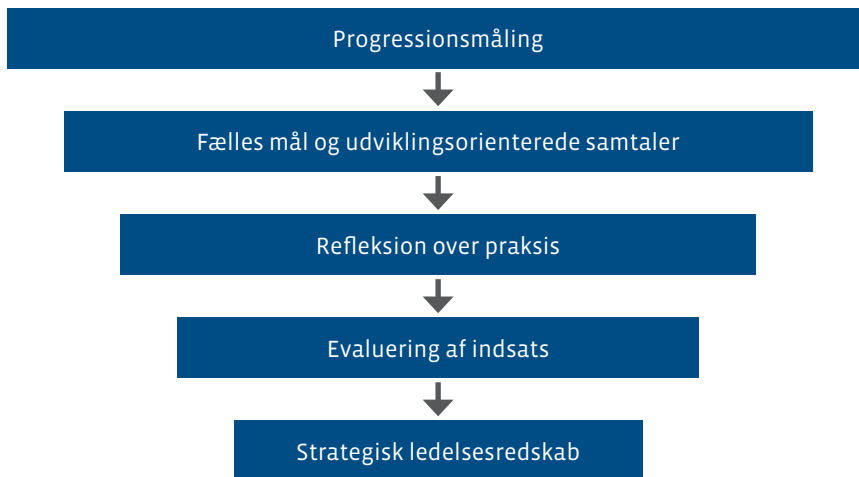 Progressionsmåling
Fælles mål og udviklingsorienterede samtaler
Refleksion over praksis
Evaluering af indsats
Strategisk ledelsesredskab